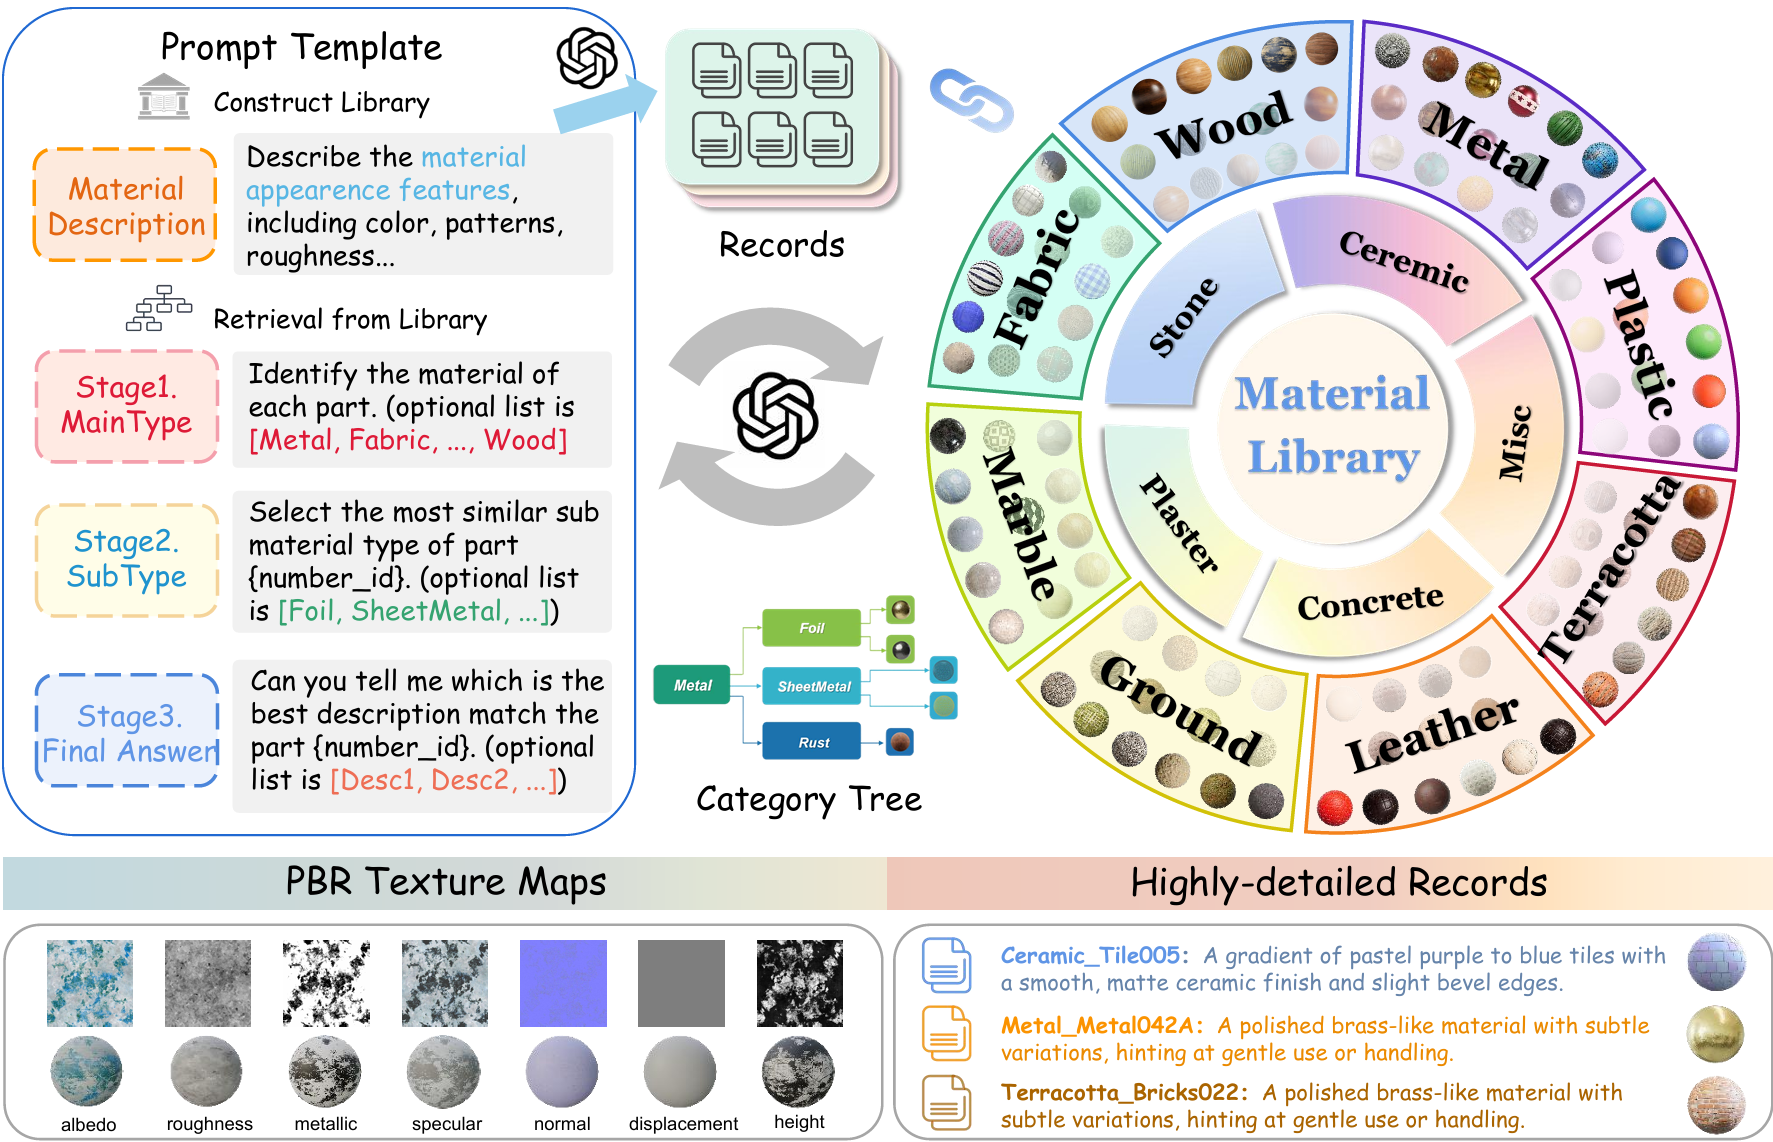 Prompt Template
Construct Library
Material
Description
Describe the material
appearence features,
including color, patterns,
roughness...
Retrieval from Library
Stage1.
MainType
Identify the material of
each part. (optional list is
[Metal, Fabric, ..., Wood]
Stage2.
SubType
Select the most similar sub
material type of part
{number_id}. (optional list
is [Foil, SheetMetal, ...])
Stage3.
Final Answer
Can you tell me which is the
best description match the
part {number_id}. (optional
list is [Desc1, Desc2, ...])
Records
Metal
Foil
SheetMetal
Rust
Category Tree
Wood
Metal
Plastic
Terracotta
Leather
Ground
Marble
Fabric
Stone
Ceremic
Misc
Concrete
Plaster
Material
Library
PBR Texture Maps
albedo
roughness
metallic
specular
normal
displacement
height
Highly-detailed Records
Ceramic_Tile005: A gradient of pastel purple to blue tiles with
a smooth, matte ceramic finish and slight bevel edges.
Metal_Metal042A: A polished brass-like material with subtle
variations, hinting at gentle use or handling.
Terracotta_Bricks022: A polished brass-like material with
subtle variations, hinting at gentle use or handling.